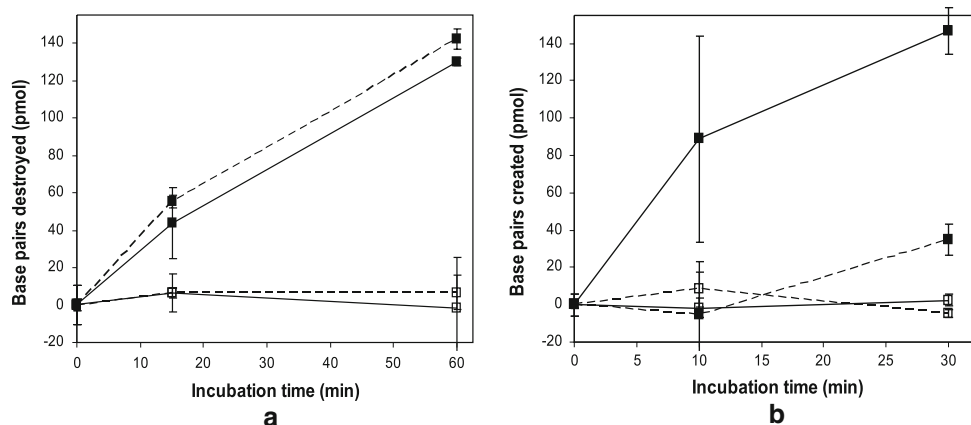 Base pairs destroyed (pmol)
140
120
100
80
60
40
20
0
-20
0 10 20 30 40 50 60
Incubation time (min)
a
Base pairs created (pmol)
140
120
100
80
60
40
20
0
-20
0 5 10 15 20 25 30
Incubation time (min)
b